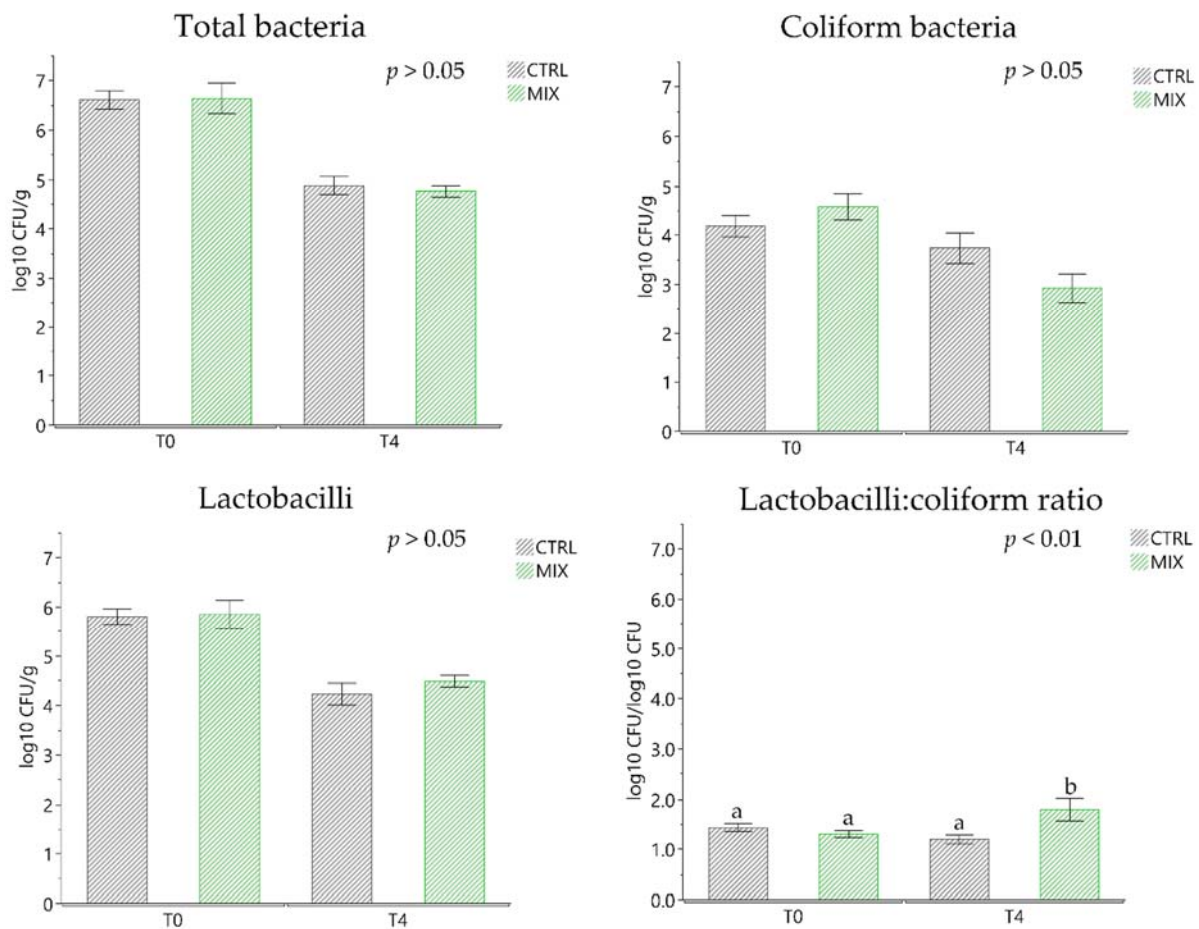 Total bacteria
p > 0.05
CTRL
MIX
log10 CFU/g
7
6
5
4
3
2
1
0
T0 T4
Coliform bacteria
p > 0.05
CTRL
MIX
log10 CFU/g
7
6
5
4
3
2
1
0
T0 T4
Lactobacilli
p > 0.05
CTRL
MIX
log10 CFU/g
7
6
5
4
3
2
1
0
T0 T4
Lactobacilli:coliform ratio
p < 0.01
CTRL
MIX
log10 CFU/log10 CFU
7.0
6.0
5.0
4.0
3.0
2.0
1.0
0.0
a a a b
T0 T4